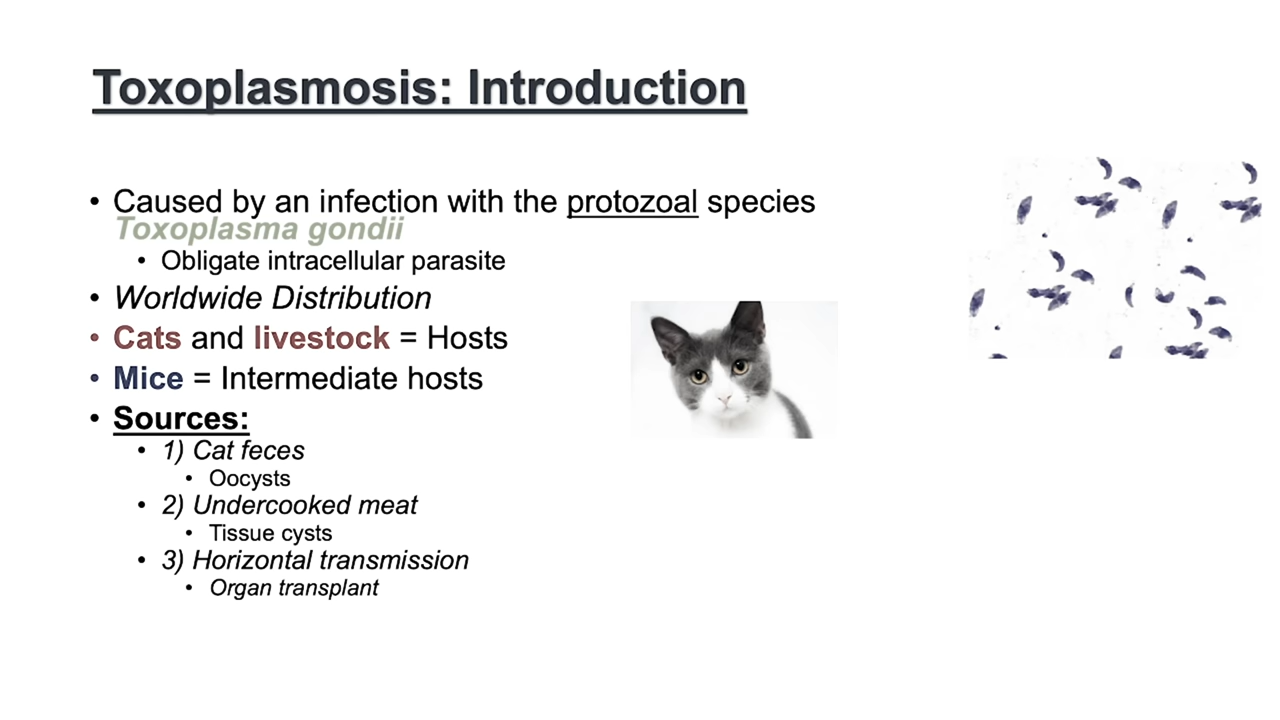 Toxoplasmosis: Introduction
• Caused by an infection with the protozoal species
Toxoplasma gondii
• Obligate intracellular parasite
• Worldwide Distribution
• Cats and livestock = Hosts
• Mice = Intermediate hosts
• Sources:
• 1) Cat feces
• Oocysts
• 2) Undercooked meat
• Tissue cysts
• 3) Horizontal transmission
• Organ transplant